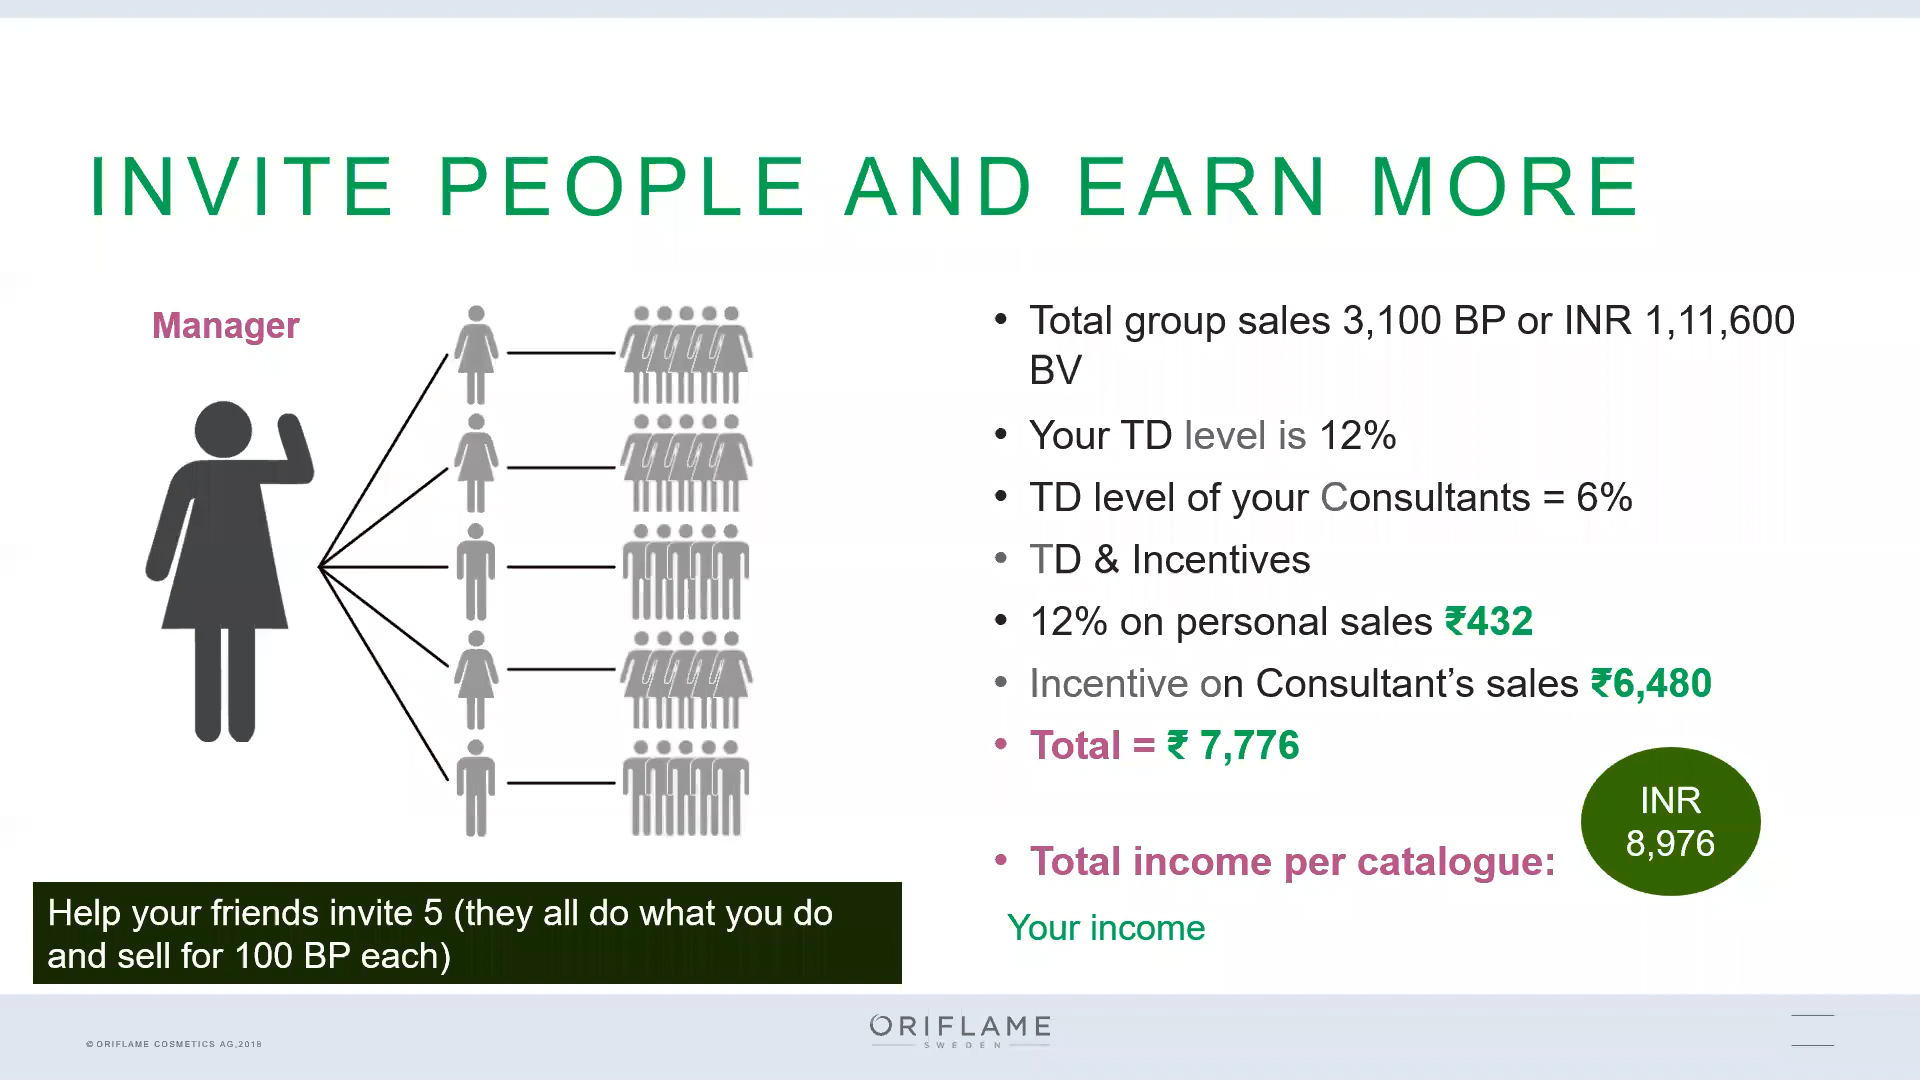 INVITE PEOPLE AND EARN MORE
Manager
Help your friends invite 5 (they all do what you do
and sell for 100 BP each)
• Total group sales 3,100 BP or INR 1,11,600
BV
• Your TD level is 12%
• TD level of your Consultants = 6%
• TD & Incentives
• 12% on personal sales ₹432
• Incentive on Consultant's sales ₹6,480
• Total = ₹ 7,776
• Total income per catalogue:
INR
8,976
Your income
© ORIFLAME COSMETICS AG,2018
ORIFLAME
SWEDEN